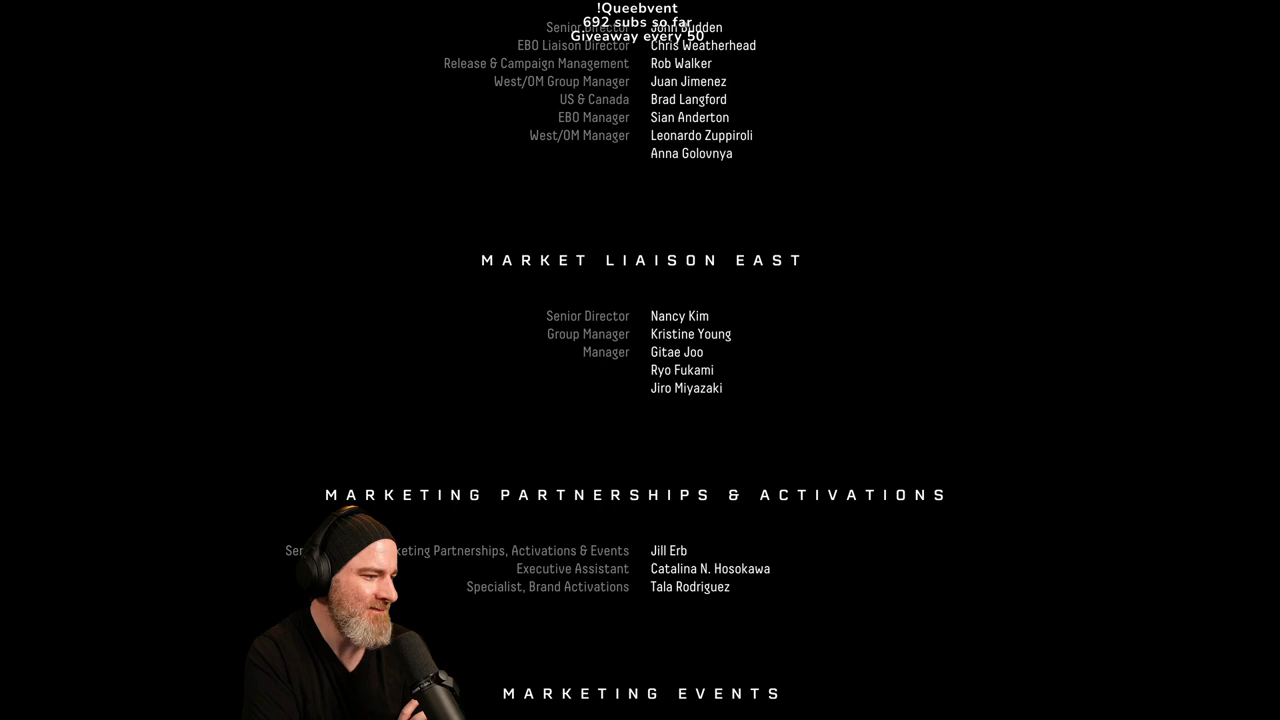 !Queebvent
692 subs so far
Giveaway every 50
Senior Director John Budden
EBO Liaison Director Chris Weatherhead
Release & Campaign Management Rob Walker
West/OM Group Manager Juan Jimenez
US & Canada Brad Langford
EBO Manager Sian Anderton
West/OM Manager Leonardo Zuppiroli
Anna Golovnya
MARKET LIAISON EAST
Senior Director Nancy Kim
Group Manager Kristine Young
Manager Gitae Joo
Ryo Fukami
Jiro Miyazaki
MARKETING PARTNERSHIPS & ACTIVATIONS
Partnerships, Activations & Events Jill Erb
Executive Assistant Catalina N. Hosokawa
Specialist, Brand Activations Tala Rodriguez
MARKETING EVENTS